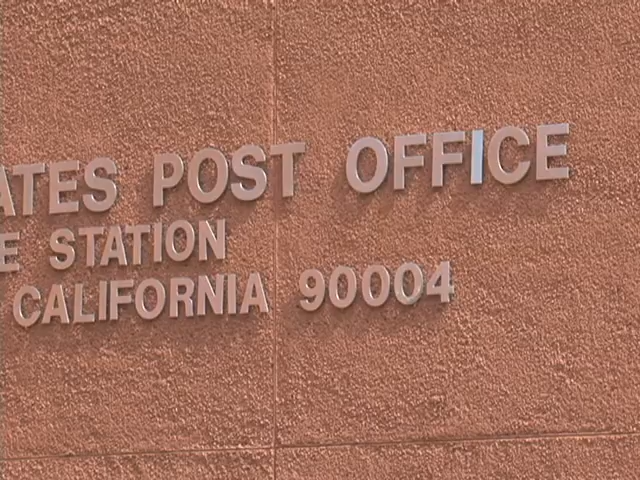 ATES POST OFFICE
E STATION
CALIFORNIA 90004